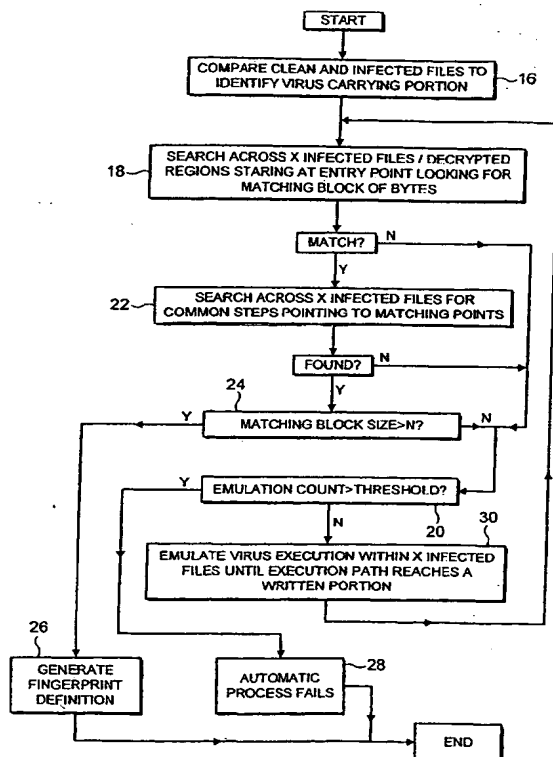 START
COMPARE CLEAN AND INFECTED FILES TO
IDENTIFY VIRUS CARRYING PORTION
16
18
SEARCH ACROSS X INFECTED FILES / DECRYPTED
REGIONS STARING AT ENTRY POINT LOOKING FOR
MATCHING BLOCK OF BYTES
MATCH?
N
Y
22
SEARCH ACROSS X INFECTED FILES FOR
COMMON STEPS POINTING TO MATCHING POINTS
FOUND?
N
Y
24
Y
MATCHING BLOCK SIZE>N?
N
Y
EMULATION COUNT>THRESHOLD?
20
N
30
EMULATE VIRUS EXECUTION WITHIN X INFECTED
FILES UNTIL EXECUTION PATH REACHES A
WRITTEN PORTION
26
GENERATE
FINGERPRINT
DEFINITION
28
AUTOMATIC
PROCESS FAILS
END